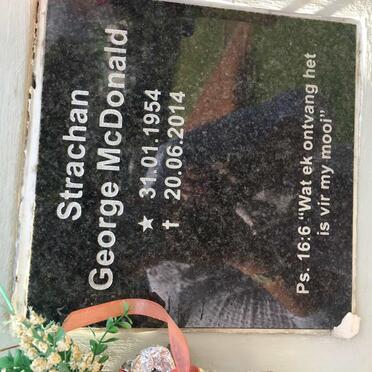 Strachan
George McDonald
★ 31.01.1954
† 20.06.2014
Ps. 16:6 “Wat ek ontvang het
is vir my mooi”